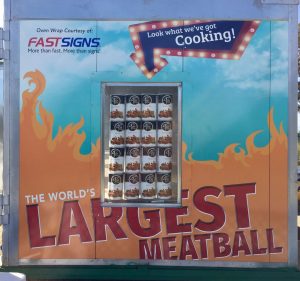 Oven Wrap Courtesy of:
FASTSIGNS
More than fast. More than signs.
Look what we've got
Cooking!
THE WORLD'S
LARGEST
MEATBALL